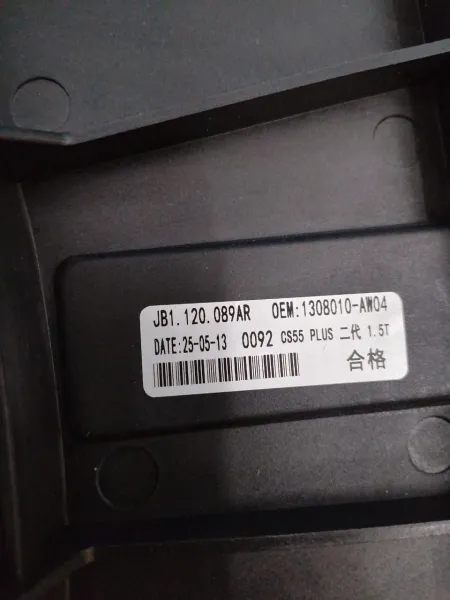 JB1.120.089AR OEM:1308010-AW04
DATE:25-05-13 0092 CS55 PLUS 二代 1.5T
合格